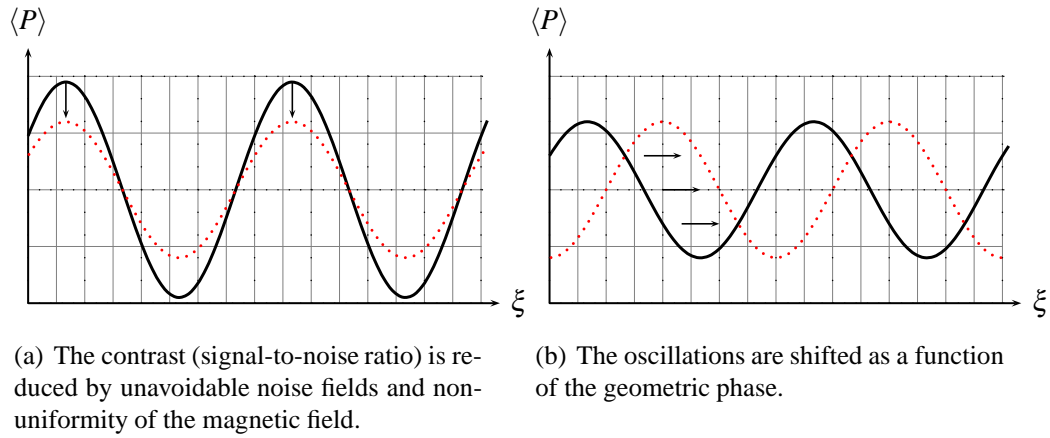 ⟨P⟩
ξ
(a) The contrast (signal-to-noise ratio) is re-
duced by unavoidable noise fields and non-
uniformity of the magnetic field.
⟨P⟩
ξ
(b) The oscillations are shifted as a function
of the geometric phase.